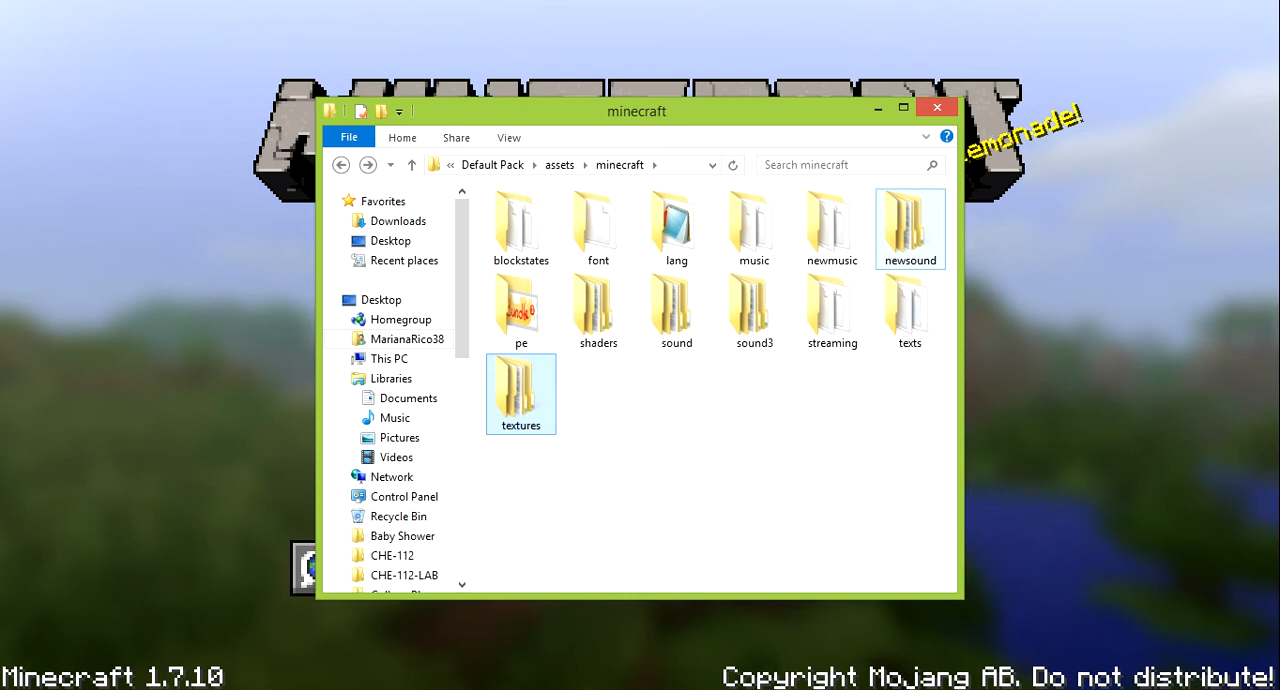 emonade!
minecraft
File
Home
Share
View
« Default Pack
assets
minecraft
Search minecraft
Favorites
Downloads
Desktop
Recent places
Desktop
Homegroup
MarianaRico38
This PC
Libraries
Documents
Music
Pictures
Videos
Network
Control Panel
Recycle Bin
Baby Shower
CHE-112
CHE-112-LAB
blockstates
font
lang
music
newmusic
newsound
pe
shaders
sound
sound3
streaming
texts
textures
Minecraft 1.7.10
Copyright Mojang AB. Do not distribute!